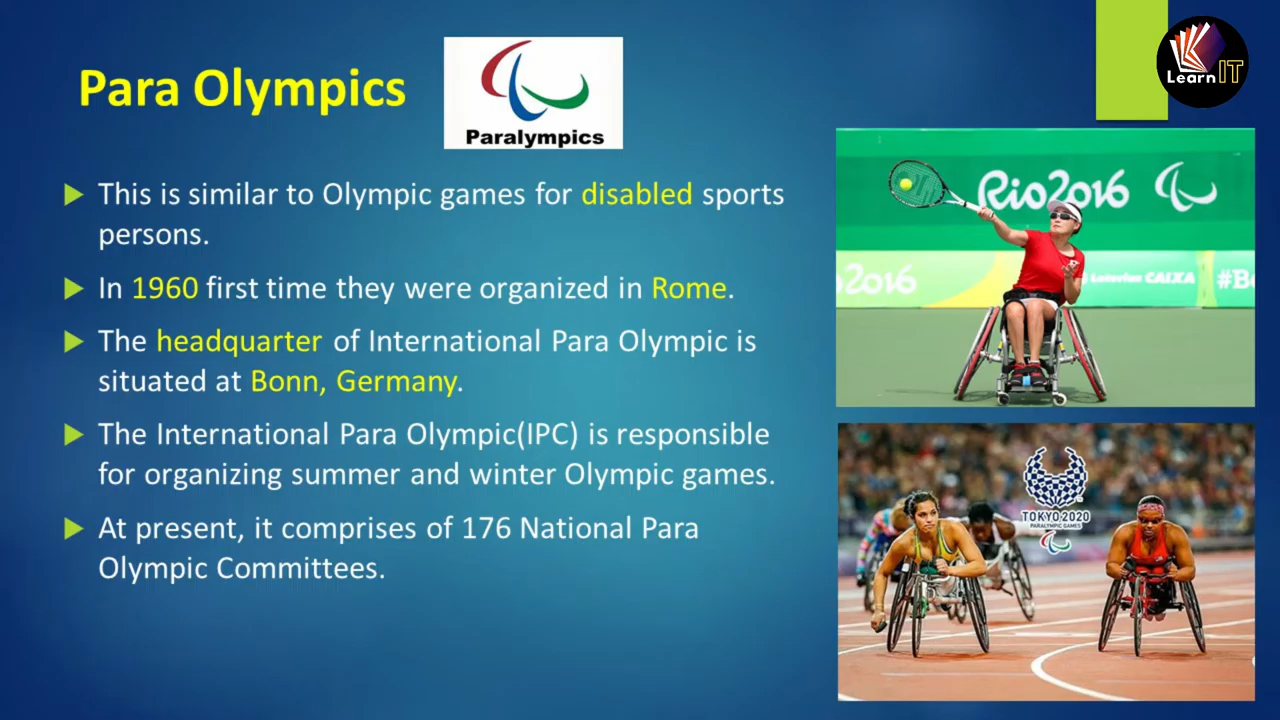 Para Olympics
Paralympics
Learn IT
This is similar to Olympic games for disabled sports
persons.
In 1960 first time they were organized in Rome.
The headquarter of International Para Olympic is
situated at Bonn, Germany.
The International Para Olympic(IPC) is responsible
for organizing summer and winter Olympic games.
At present, it comprises of 176 National Para
Olympic Committees.
Rio2016
2016
Loterias CAIXA
#B
TOKYO 2020
PARALYMPIC GAMES